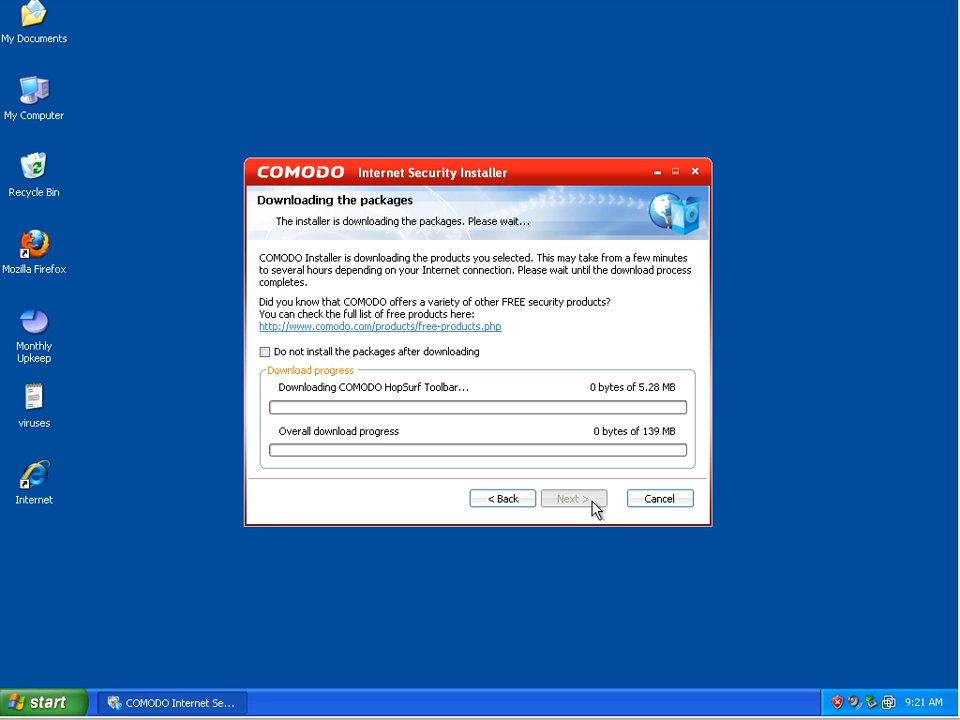 My Documents
My Computer
Recycle Bin
Mozilla Firefox
Monthly
Upkeep
viruses
Internet
COMODO Internet Security Installer
Downloading the packages
The installer is downloading the packages. Please wait...
COMODO Installer is downloading the products you selected. This may take from a few minutes
to several hours depending on your Internet connection. Please wait until the download process
completes.
Did you know that COMODO offers a variety of other FREE security products?
You can check the full list of free products here:
http://www.comodo.com/products/free-products.php
Do not install the packages after downloading
Download progress
Downloading COMODO HopSurf Toolbar... 0 bytes of 5.28 MB
Overall download progress 0 bytes of 139 MB
< Back Next > Cancel
start COMODO Internet Se... 9:21 AM